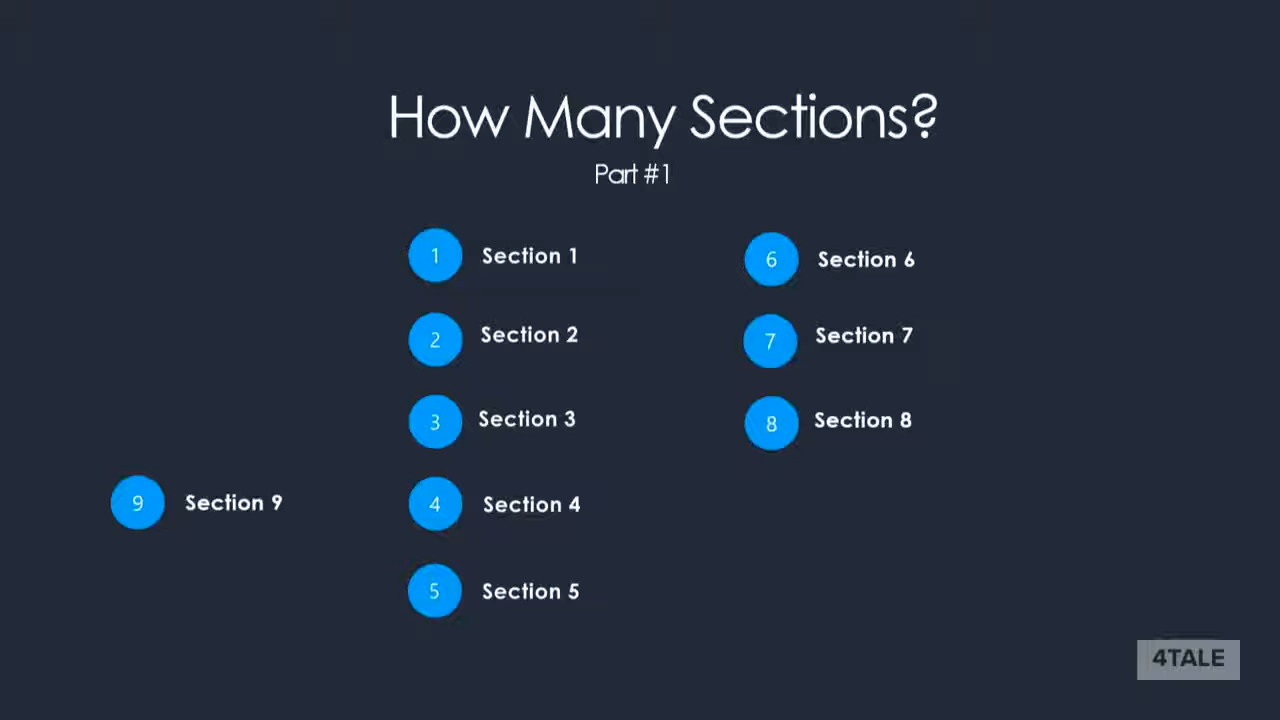 How Many Sections?
Part #1
1 Section 1
2 Section 2
3 Section 3
4 Section 4
5 Section 5
6 Section 6
7 Section 7
8 Section 8
9 Section 9
4TALE